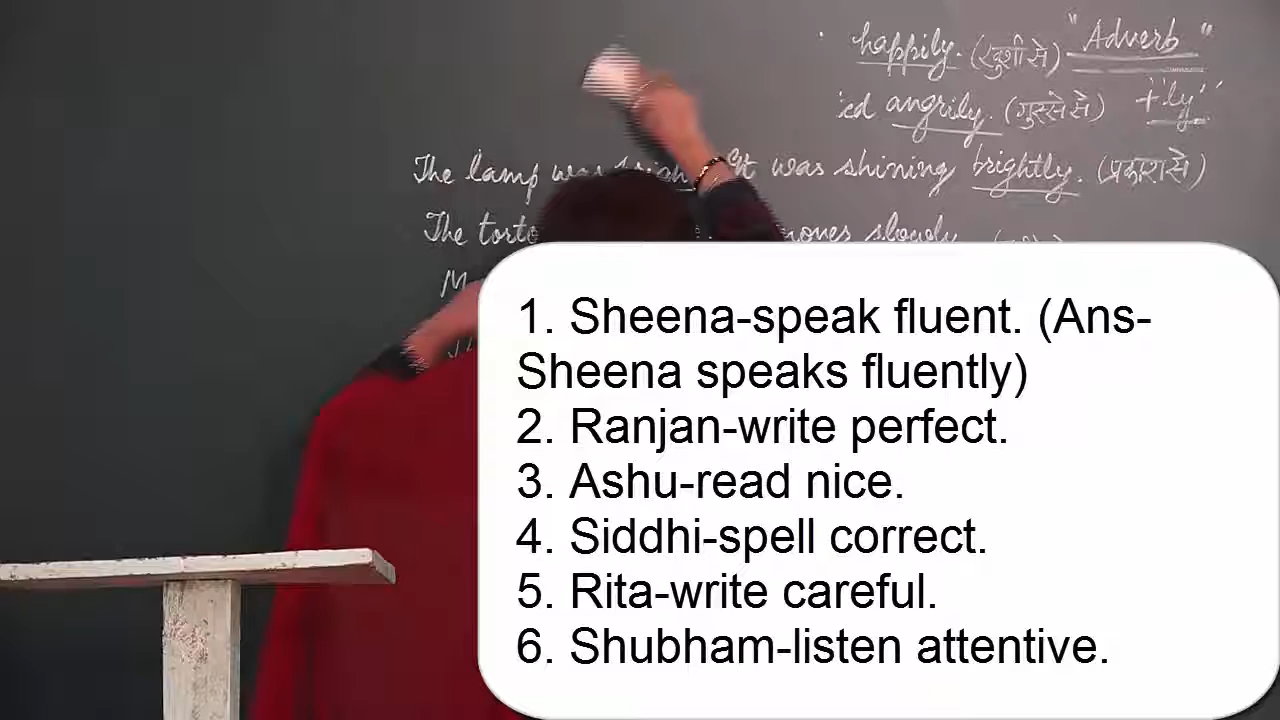 happily. (खुशी से) "Adverb"
angrily. (गुस्से से) +"ly"
The lamp was bright. It was shining brightly. (प्रकाश से)
The moves slowly.
1. Sheena-speak fluent. (Ans-
Sheena speaks fluently)
2. Ranjan-write perfect.
3. Ashu-read nice.
4. Siddhi-spell correct.
5. Rita-write careful.
6. Shubham-listen attentive.